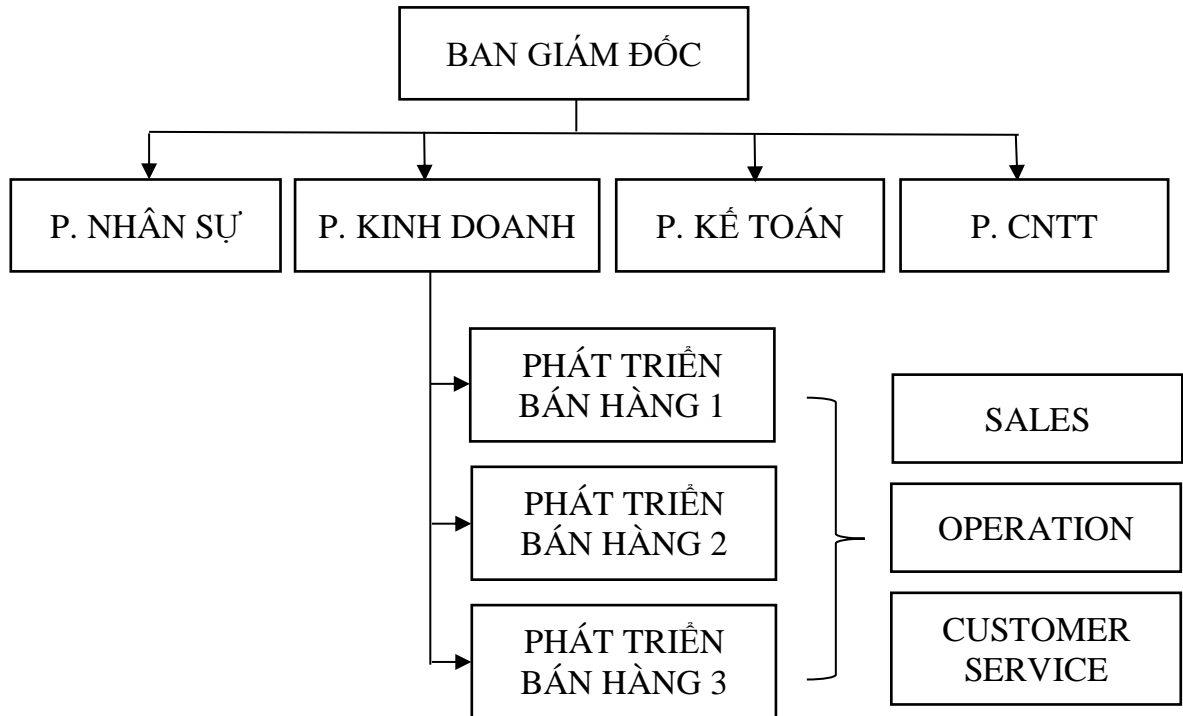 BAN GIÁM ĐỐC
P. NHÂN SỰ
P. KINH DOANH
P. KẾ TOÁN
P. CNTT
PHÁT TRIỂN
BÁN HÀNG 1
PHÁT TRIỂN
BÁN HÀNG 2
PHÁT TRIỂN
BÁN HÀNG 3
SALES
OPERATION
CUSTOMER
SERVICE